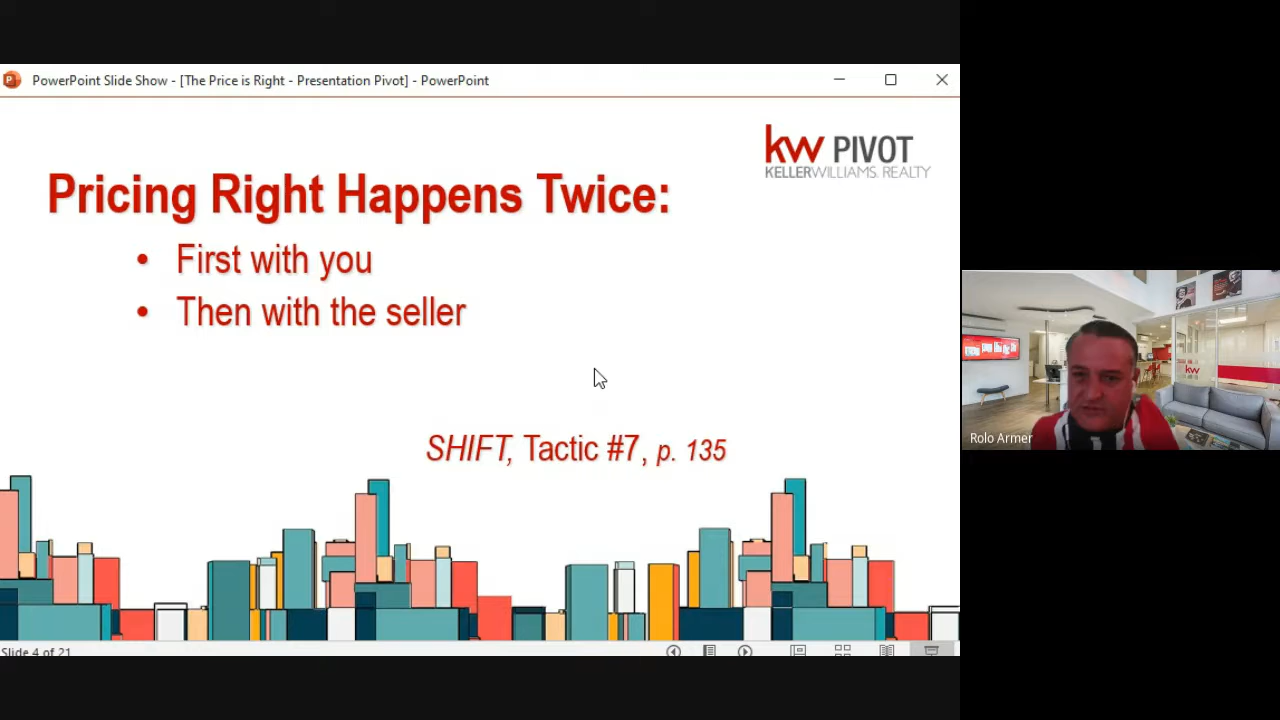 PowerPoint Slide Show - [The Price is Right - Presentation Pivot] - PowerPoint
kw PIVOT
KELLERWILLIAMS. REALTY
Pricing Right Happens Twice:
• First with you
• Then with the seller
SHIFT, Tactic #7, p. 135
kw
Rolo Armer
Slide 4 of 21